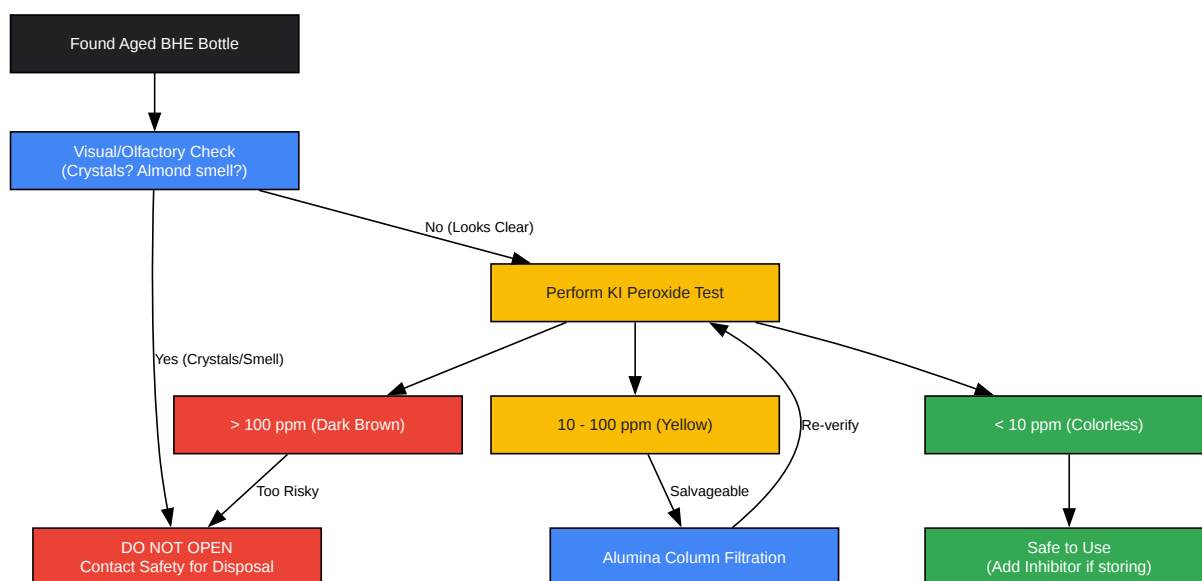 Found Aged BHE Bottle
Visual/Olfactory Check
(Crystals? Almond smell?)
No (Looks Clear)
Perform KI Peroxide Test
Yes (Crystals/Smell)
> 100 ppm (Dark Brown)
10 - 100 ppm (Yellow)
Re-verify
< 10 ppm (Colorless)
Too Risky
Salvageable
DO NOT OPEN
Contact Safety for Disposal
Alumina Column Filtration
Safe to Use
(Add Inhibitor if storing)